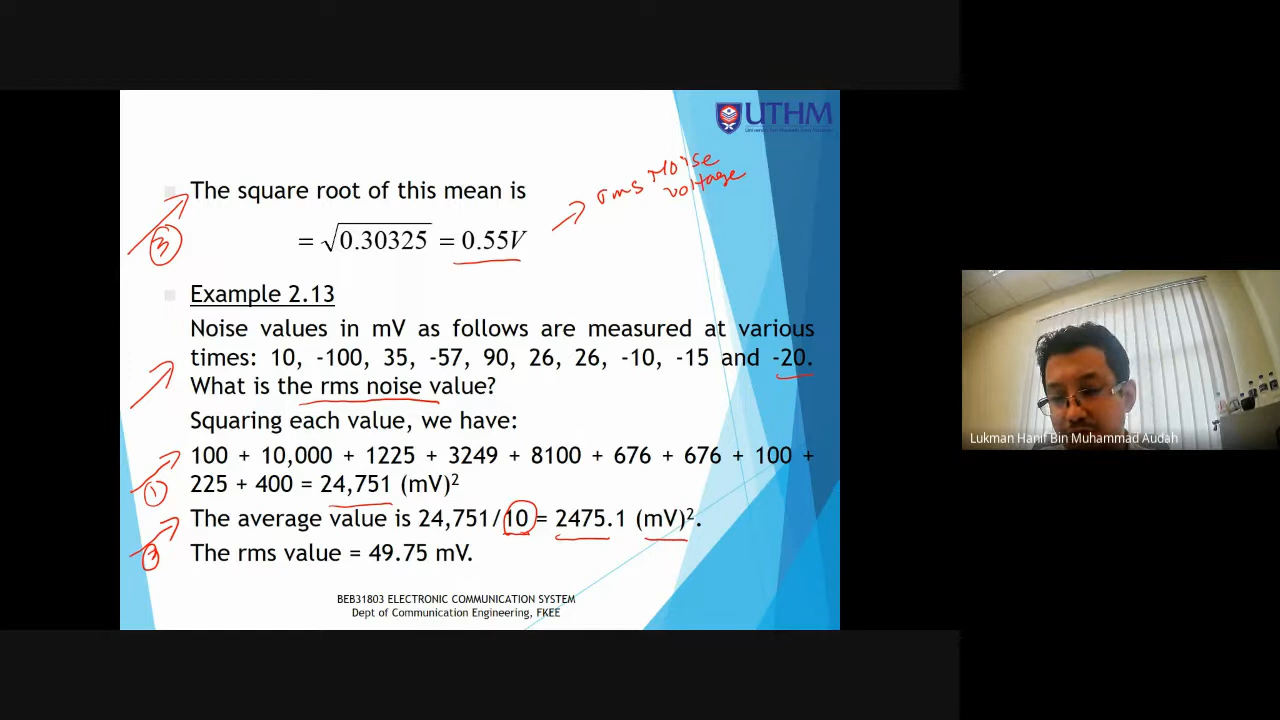 UTHM
rms Noise
voltage
The square root of this mean is
3
= √0.30325 = 0.55V
Example 2.13
Noise values in mV as follows are measured at various
times: 10, -100, 35, -57, 90, 26, 26, -10, -15 and -20.
What is the rms noise value?
Squaring each value, we have:
100 + 10,000 + 1225 + 3249 + 8100 + 676 + 676 + 100 +
1
225 + 400 = 24,751 (mV)²
The average value is 24,751/10 = 2475.1 (mV)².
2
The rms value = 49.75 mV.
BEB31803 ELECTRONIC COMMUNICATION SYSTEM
Dept of Communication Engineering, FKEE
Lukman Hanif Bin Muhammad Audah